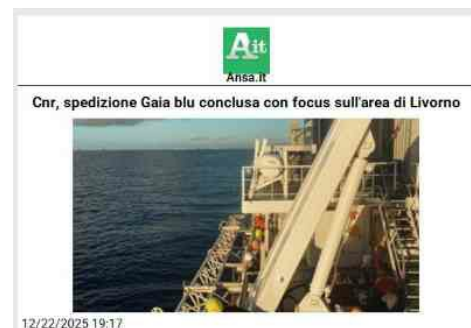 Ait
Ansa.it
Cnr, spedizione Gaia blu conclusa con focus sull'area di Livorno
12/22/2025 19:17